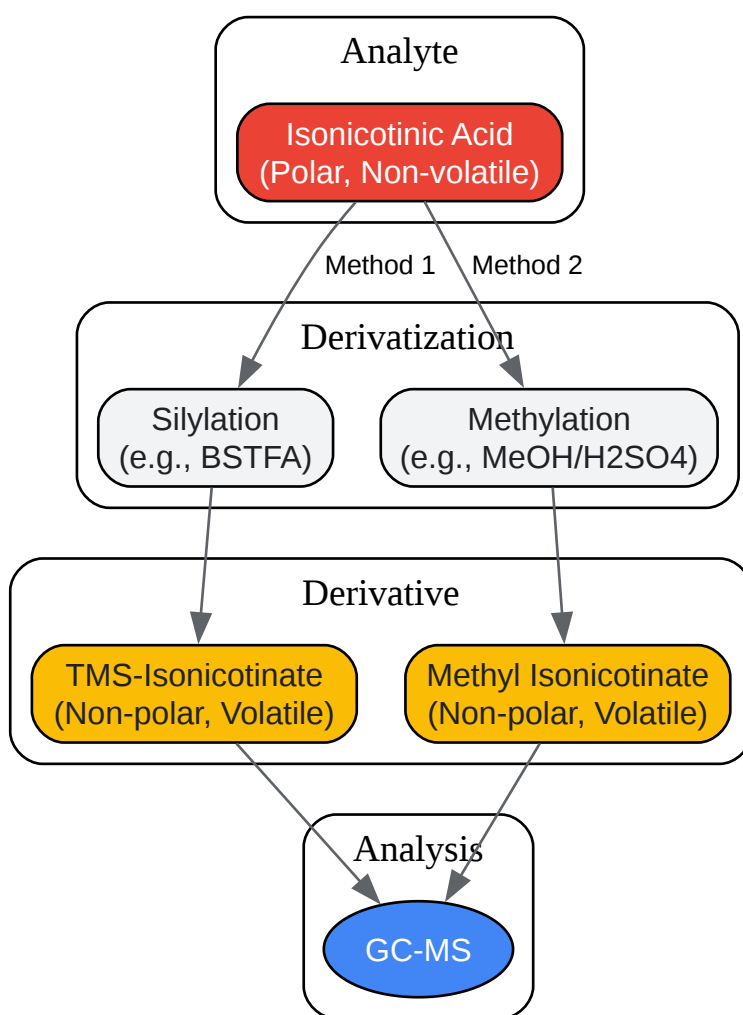 Analyte
Isonicotinic Acid
(Polar, Non-volatile)
Method 1
Method 2
Derivatization
Silylation
(e.g., BSTFA)
Methylation
(e.g., MeOH/H2SO4)
Derivative
TMS-Isonicotinate
(Non-polar, Volatile)
Methyl Isonicotinate
(Non-polar, Volatile)
Analysis
GC-MS